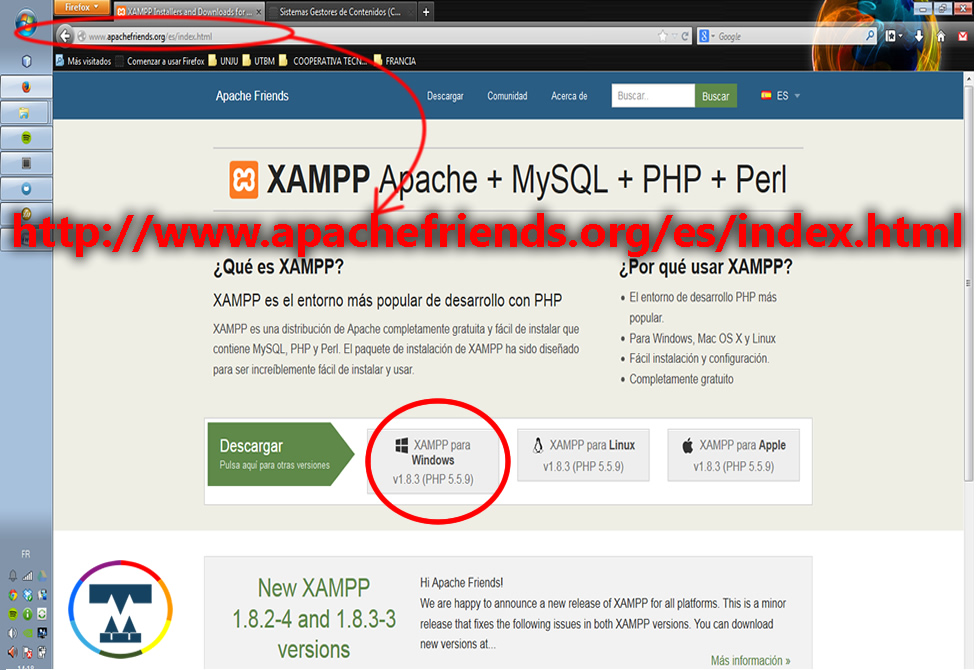 Firefox
XAMPP Installers and Downloads for ...
Sistemas Gestores de Contenidos (C...
www.apachefriends.org/es/index.html
Google
Más visitados
Comenzar a usar Firefox
UNJU
UTBM
COOPERATIVA TECN...
FRANCIA
Apache Friends
Descargar
Comunidad
Acerca de
Buscar..
Buscar
ES
XAMPP Apache + MySQL + PHP + Perl
http://www.apachefriends.org/es/index.html
¿Qué es XAMPP?
XAMPP es el entorno más popular de desarrollo con PHP
XAMPP es una distribución de Apache completamente gratuita y fácil de instalar que
contiene MySQL, PHP y Perl. El paquete de instalación de XAMPP ha sido diseñado
para ser increíblemente fácil de instalar y usar.
¿Por qué usar XAMPP?
El entorno de desarrollo PHP más
popular.
Para Windows, Mac OS X y Linux
Fácil instalación y configuración.
Completamente gratuito
Descargar
Pulsa aquí para otras versiones
XAMPP para
Windows
v1.8.3 (PHP 5.5.9)
XAMPP para Linux
v1.8.3 (PHP 5.5.9)
XAMPP para Apple
v1.8.3 (PHP 5.5.9)
FR
New XAMPP
1.8.2-4 and 1.8.3-3
versions
Hi Apache Friends!
We are happy to announce a new release of XAMPP for all platforms. This is a minor
release that fixes the following issues in both XAMPP versions. You can download
new versions at...
Más información »